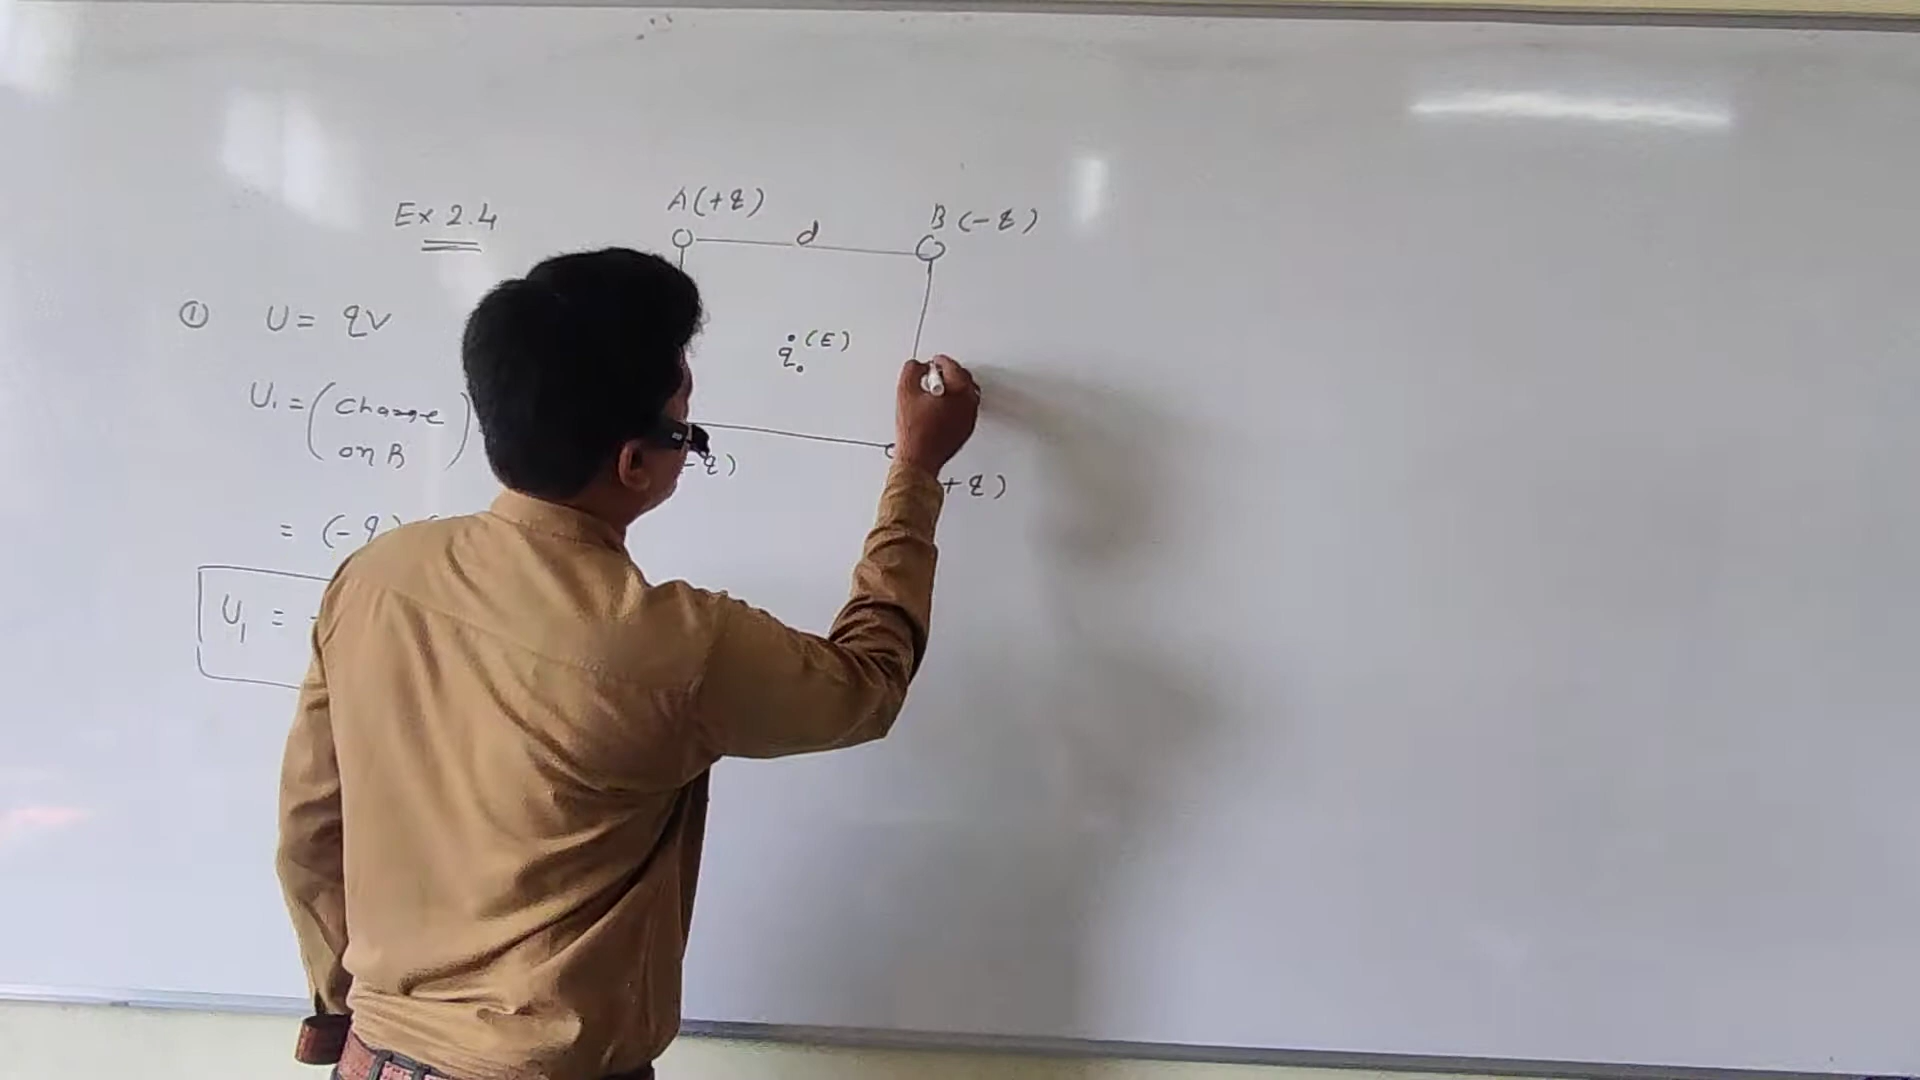 Ex 2.4
A (+q)
d
B (-q)
① U = qV
q₀ (E)
U₁ = ( Charge
on B )
-q)
+ q)
= (-q)
U₁ = -